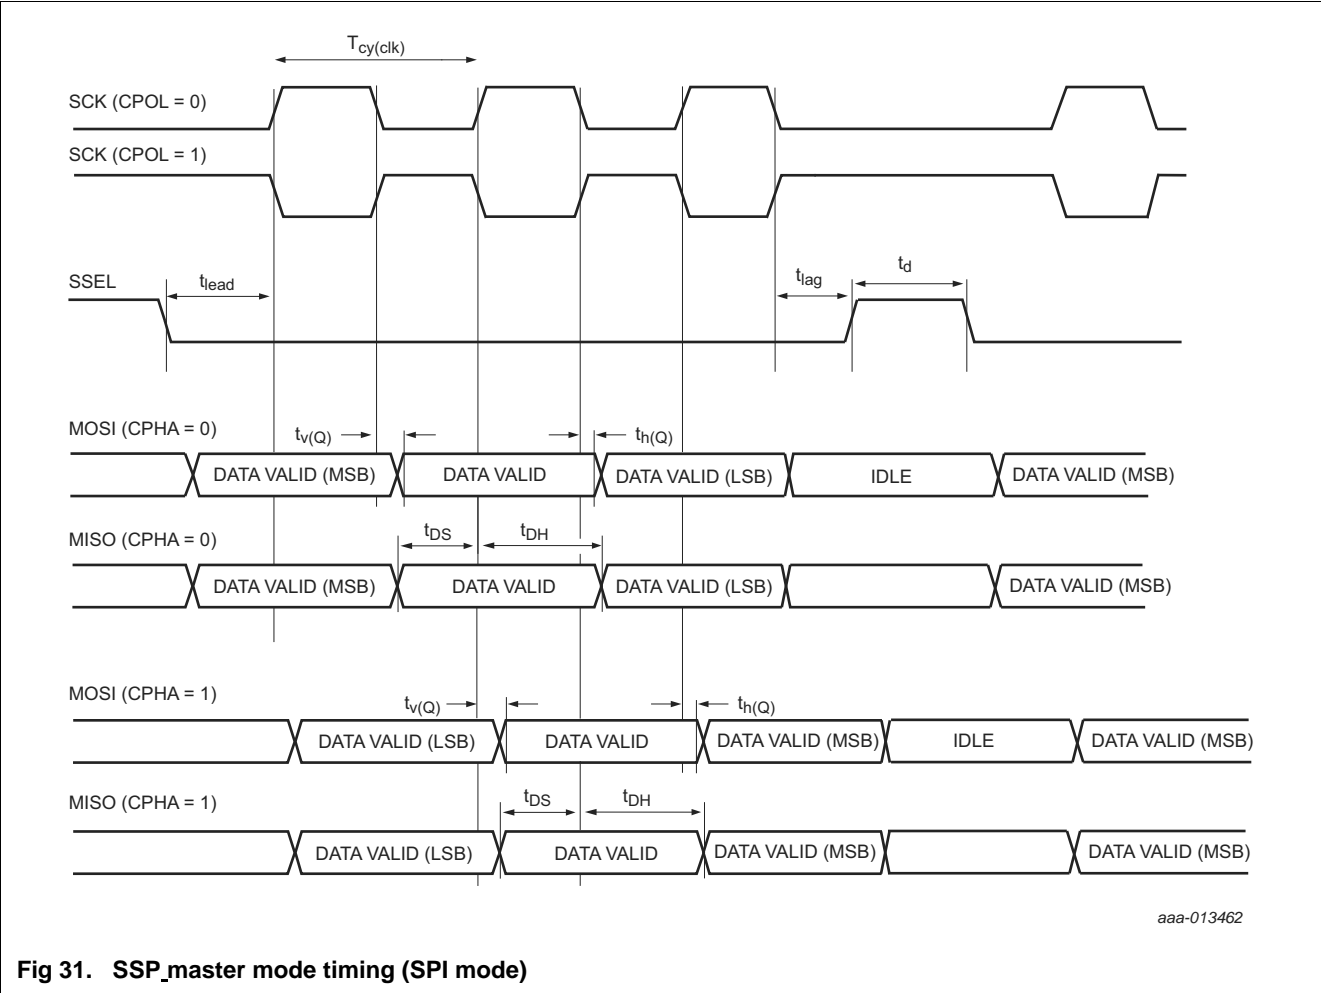 Tcy(clk)
SCK (CPOL = 0)
SCK (CPOL = 1)
SSEL
tlead
tlag
td
MOSI (CPHA = 0)
tv(Q)
th(Q)
DATA VALID (MSB)
DATA VALID
DATA VALID (LSB)
IDLE
DATA VALID (MSB)
MISO (CPHA = 0)
tDS
tDH
DATA VALID (MSB)
DATA VALID
DATA VALID (LSB)
DATA VALID (MSB)
MOSI (CPHA = 1)
tv(Q)
th(Q)
DATA VALID (LSB)
DATA VALID
DATA VALID (MSB)
IDLE
DATA VALID (MSB)
MISO (CPHA = 1)
tDS
tDH
DATA VALID (LSB)
DATA VALID
DATA VALID (MSB)
DATA VALID (MSB)
aaa-013462
Fig 31. SSP_master mode timing (SPI mode)